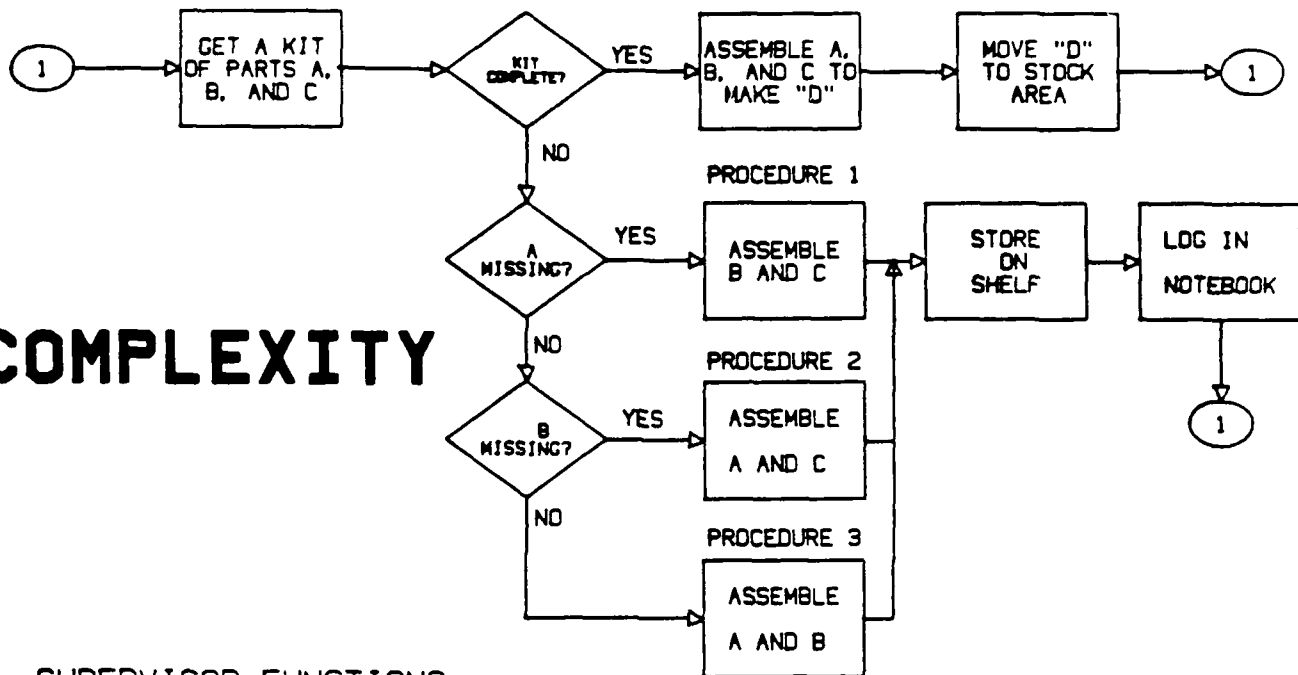 1
GET A KIT
OF PARTS A,
B, AND C
KIT
COMPLETE?
YES
ASSEMBLE A,
B, AND C TO
MAKE "D"
MOVE "D"
TO STOCK
AREA
1
NO
PROCEDURE 1
A
MISSING?
YES
ASSEMBLE
B AND C
STORE
ON
SHELF
LOG IN
NOTEBOOK
1
COMPLEXITY
NO
PROCEDURE 2
B
MISSING?
YES
ASSEMBLE
A AND C
NO
PROCEDURE 3
ASSEMBLE
A AND B
SUPERVISOR FUNCTIONS